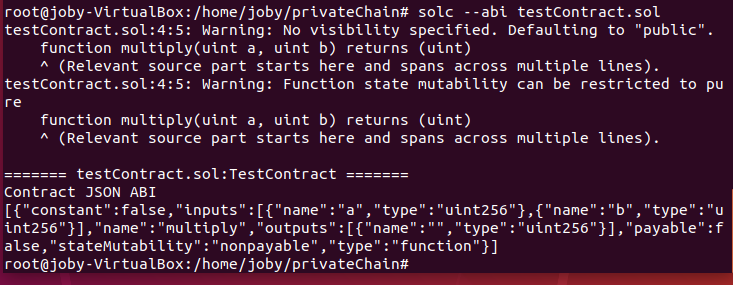 root@joby-VirtualBox:/home/joby/privateChain# solc --abi testContract.sol
testContract.sol:4:5: Warning: No visibility specified. Defaulting to "public".
    function multiply(uint a, uint b) returns (uint)
    ^ (Relevant source part starts here and spans across multiple lines).
testContract.sol:4:5: Warning: Function state mutability can be restricted to pu
re
    function multiply(uint a, uint b) returns (uint)
    ^ (Relevant source part starts here and spans across multiple lines).

======= testContract.sol:TestContract =======
Contract JSON ABI
[{"constant":false,"inputs":[{"name":"a","type":"uint256"},{"name":"b","type":"u
int256"}],"name":"multiply","outputs":[{"name":"","type":"uint256"}],"payable":f
alse,"stateMutability":"nonpayable","type":"function"}]
root@joby-VirtualBox:/home/joby/privateChain#